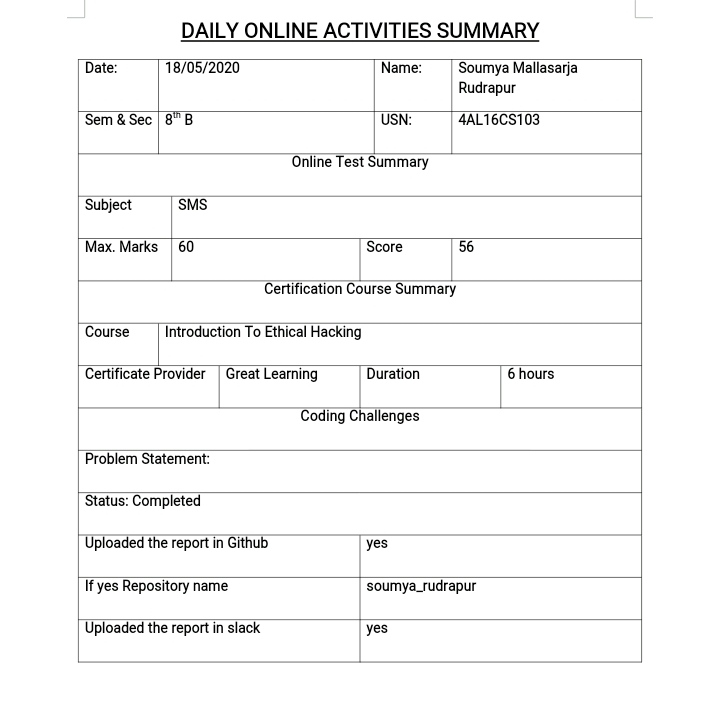 DAILY ONLINE ACTIVITIES SUMMARY
Date: 18/05/2020 Name: Soumya Mallasarja
Rudrapur
Sem & Sec 8th B USN: 4AL16CS103
Online Test Summary
Subject SMS
Max. Marks 60 Score 56
Certification Course Summary
Course Introduction To Ethical Hacking
Certificate Provider Great Learning Duration 6 hours
Coding Challenges
Problem Statement:
Status: Completed
Uploaded the report in Github yes
If yes Repository name soumya_rudrapur
Uploaded the report in slack yes